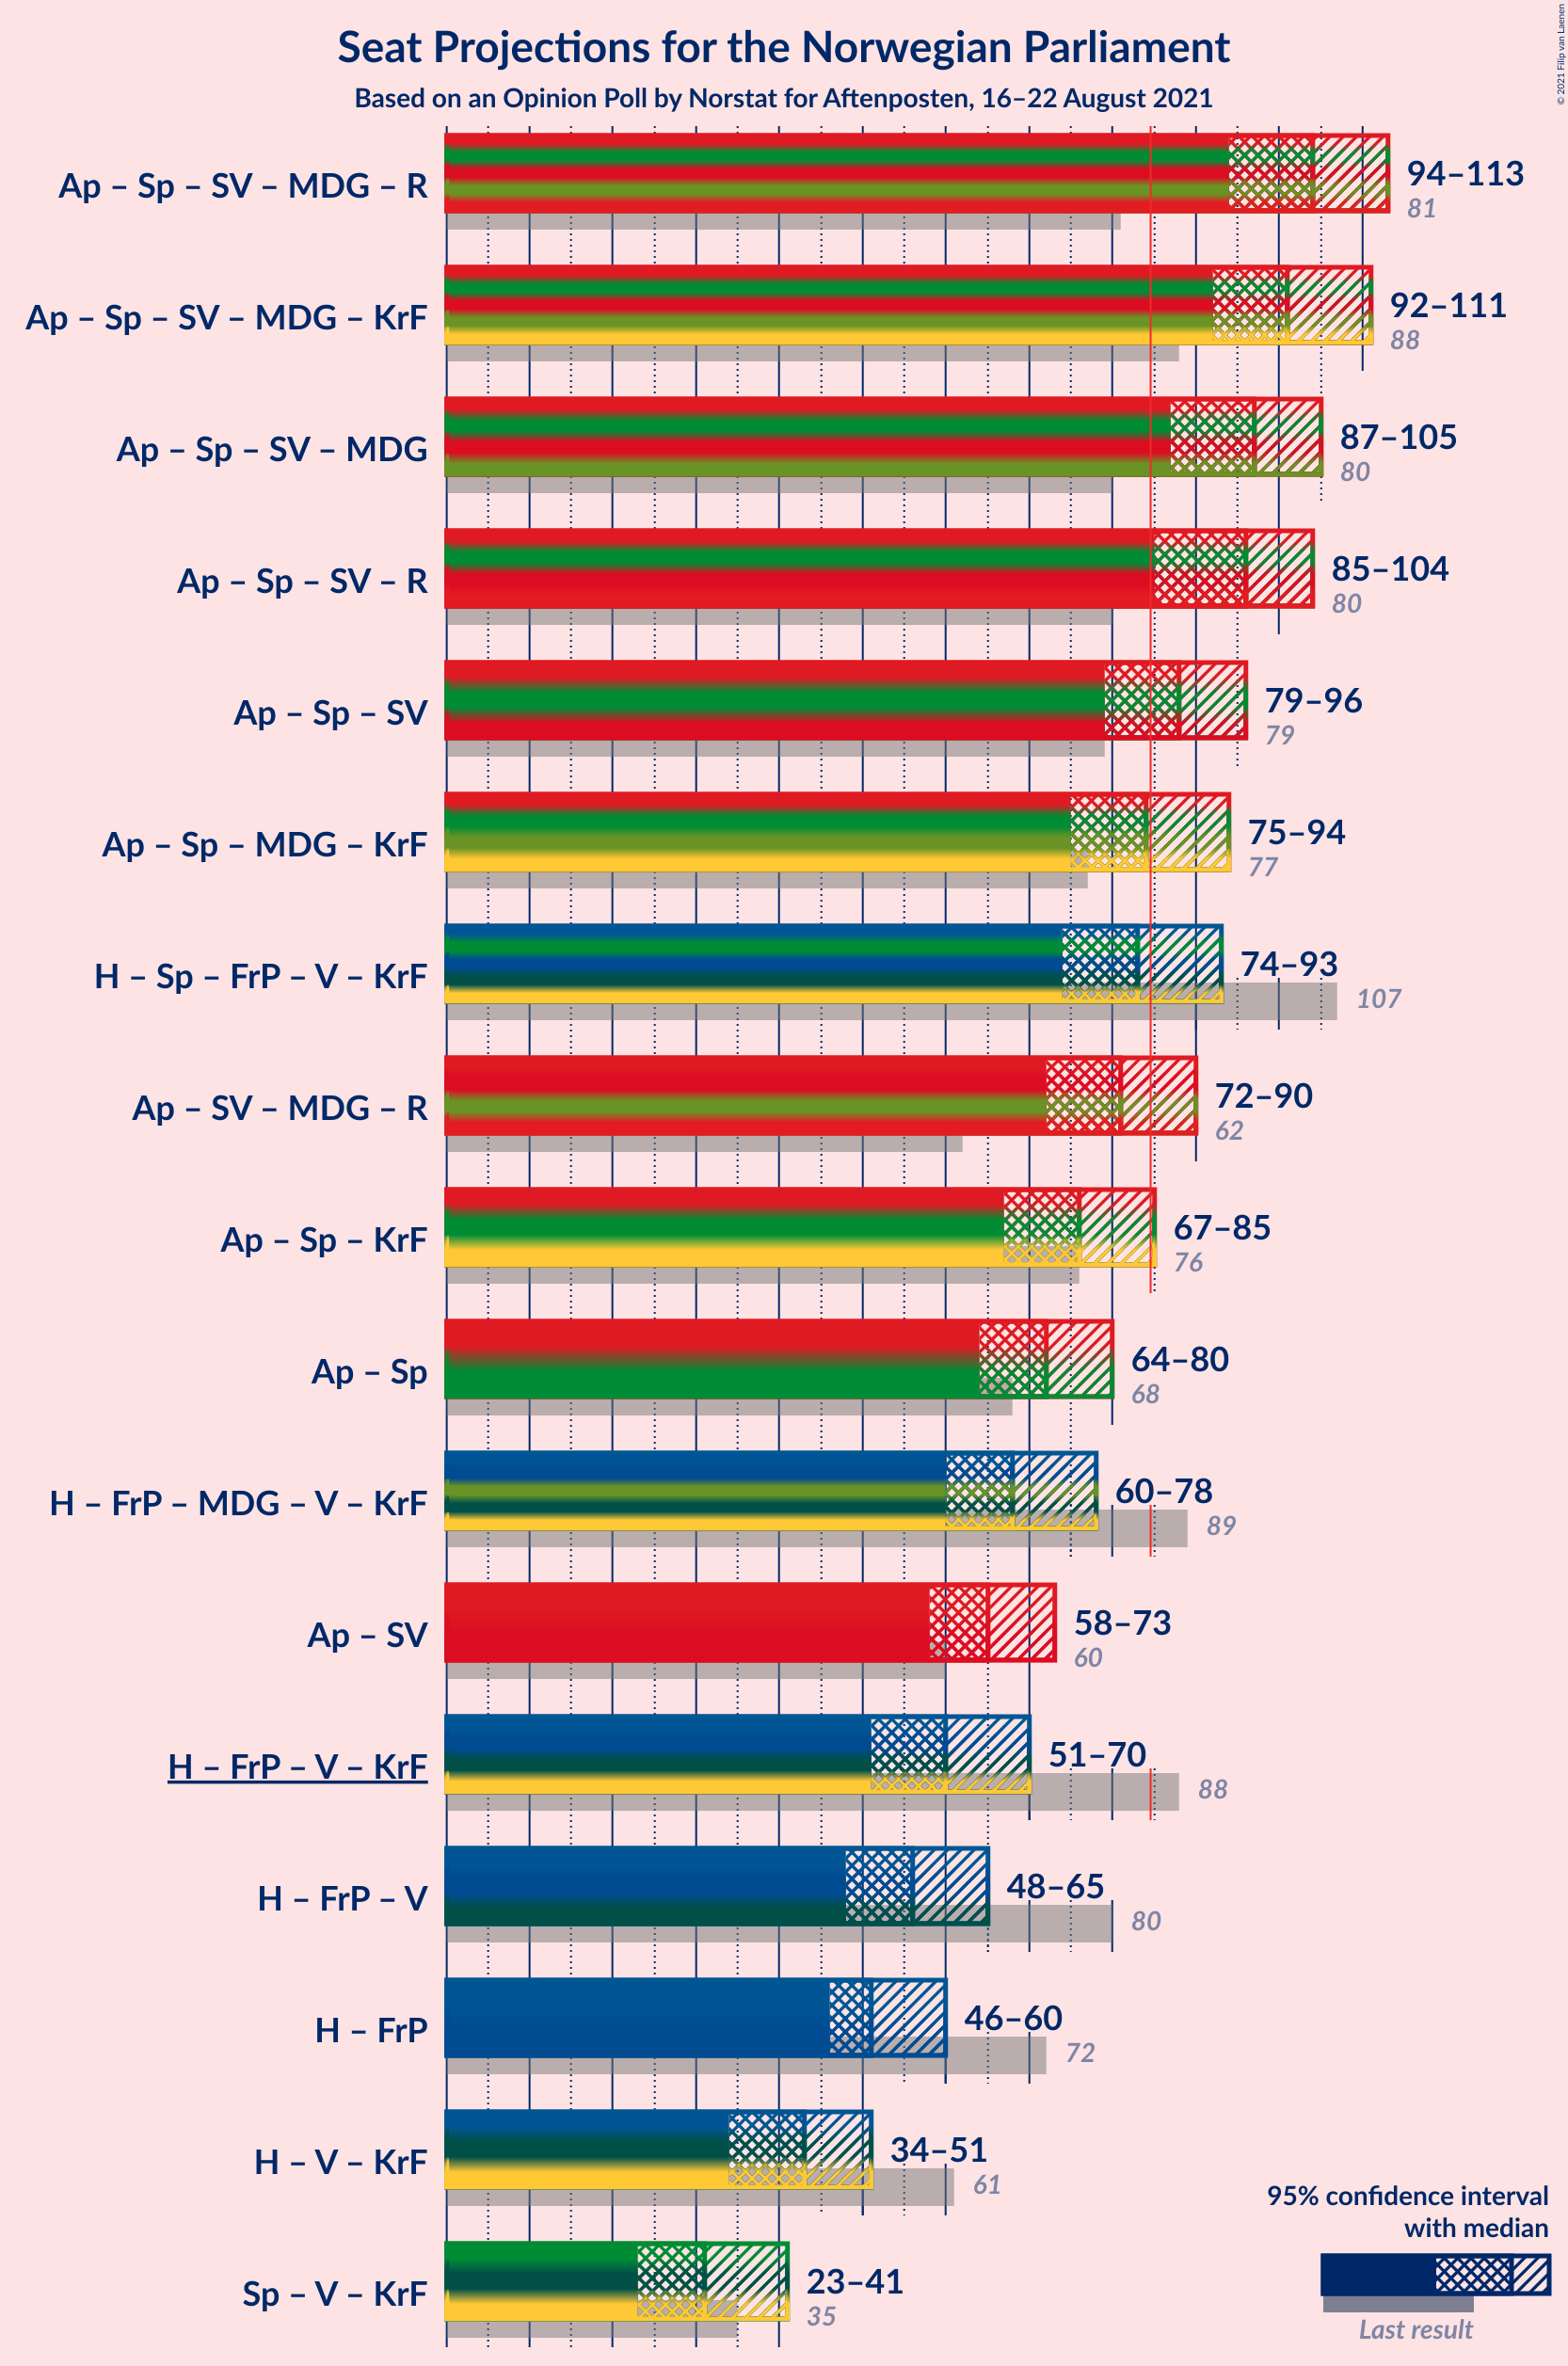 © 2021 Filip van Laenen
Seat Projections for the Norwegian Parliament
Based on an Opinion Poll by Norstat for Aftenposten, 16–22 August 2021
Ap – Sp – SV – MDG – R
94–113
81
Ap – Sp – SV – MDG – KrF
92–111
88
Ap – Sp – SV – MDG
87–105
80
Ap – Sp – SV – R
85–104
80
Ap – Sp – SV
79–96
79
Ap – Sp – MDG – KrF
75–94
77
H – Sp – FrP – V – KrF
74–93
107
Ap – SV – MDG – R
72–90
62
Ap – Sp – KrF
67–85
76
Ap – Sp
64–80
68
H – FrP – MDG – V – KrF
60–78
89
Ap – SV
58–73
60
H – FrP – V – KrF
51–70
88
H – FrP – V
48–65
80
H – FrP
46–60
72
H – V – KrF
34–51
61
Sp – V – KrF
23–41
35
95% confidence interval
with median
Last result